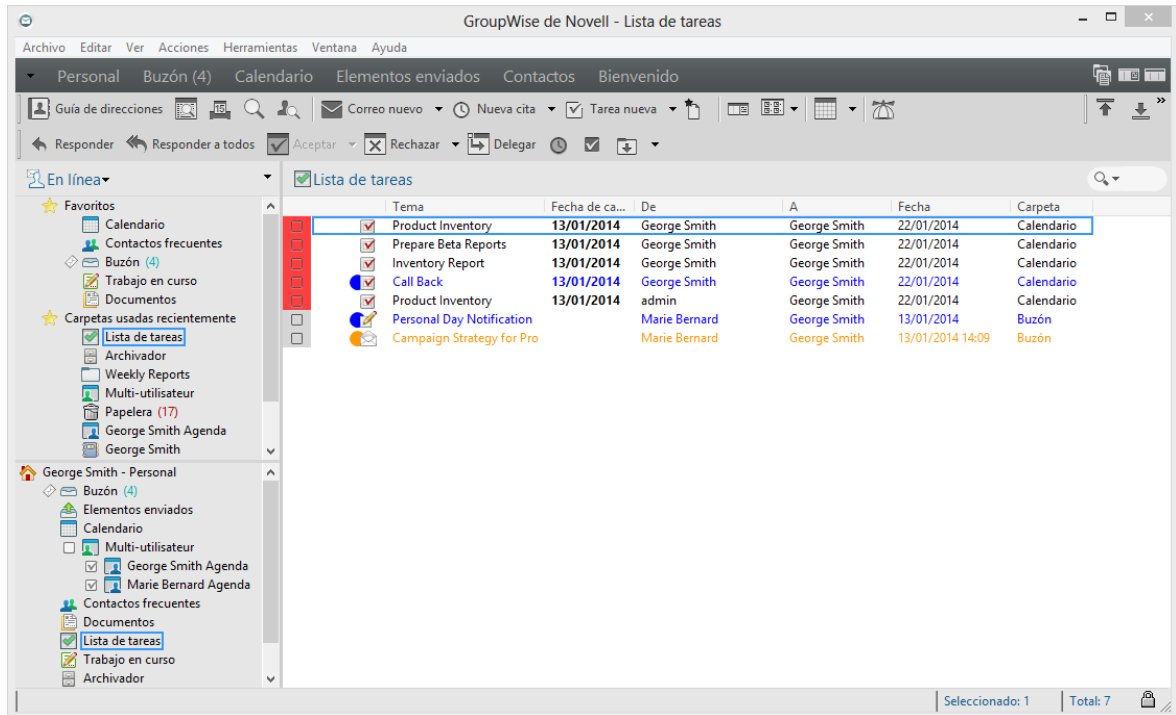 GroupWise de Novell - Lista de tareas
Archivo Editar Ver Acciones Herramientas Ventana Ayuda
Personal Buzón (4) Calendario Elementos enviados Contactos Bienvenido
Guía de direcciones 15 Correo nuevo Nueva cita Tarea nueva
Responder Responder a todos Aceptar Rechazar Delegar
En línea
Favoritos
Calendario
Contactos frecuentes
Buzón (4)
Trabajo en curso
Documentos
Carpetas usadas recientemente
Lista de tareas
Archivador
Weekly Reports
Multi-utilisateur
Papelera (17)
George Smith Agenda
George Smith
George Smith - Personal
Buzón (4)
Elementos enviados
Calendario
Multi-utilisateur
George Smith Agenda
Marie Bernard Agenda
Contactos frecuentes
Documentos
Lista de tareas
Trabajo en curso
Archivador
Lista de tareas
Tema Fecha de ca... De A Fecha Carpeta
Product Inventory 13/01/2014 George Smith George Smith 22/01/2014 Calendario
Prepare Beta Reports 13/01/2014 George Smith George Smith 22/01/2014 Calendario
Inventory Report 13/01/2014 George Smith George Smith 22/01/2014 Calendario
Call Back 13/01/2014 George Smith George Smith 22/01/2014 Calendario
Product Inventory 13/01/2014 admin George Smith 22/01/2014 Calendario
Personal Day Notification Marie Bernard George Smith 13/01/2014 Buzón
Campaign Strategy for Pro Marie Bernard George Smith 13/01/2014 14:09 Buzón
Seleccionado: 1 Total: 7